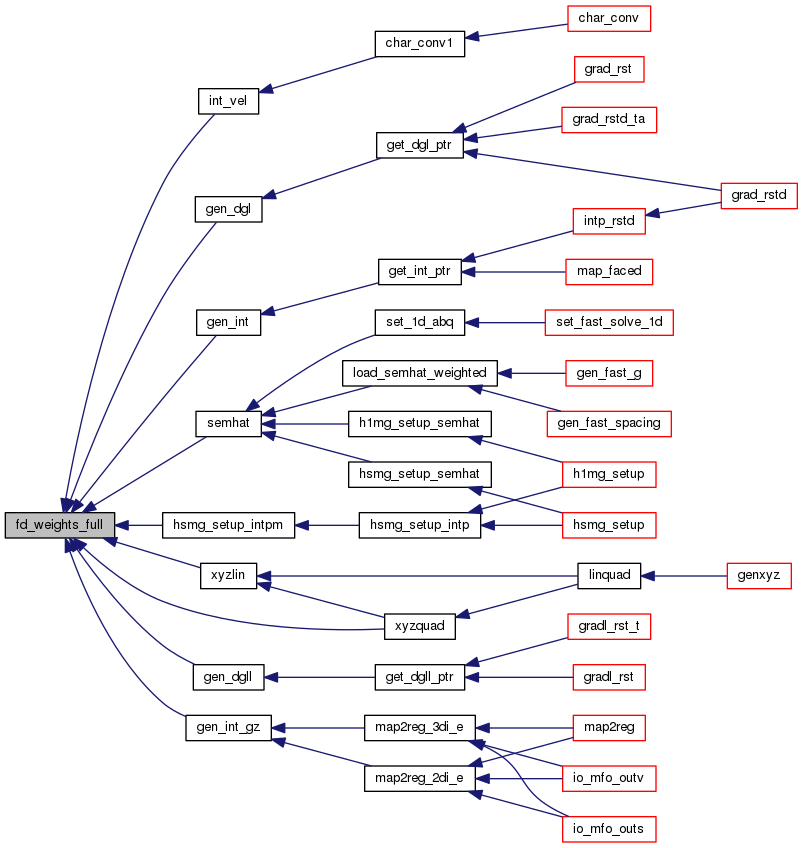 char_conv
char_conv1
grad_rst
int_vel
grad_rstd_ta
get_dgl_ptr
grad_rstd
gen_dgl
intp_rstd
get_int_ptr
map_faced
gen_int
set_1d_abq
set_fast_solve_1d
load_semhat_weighted
gen_fast_g
semhat
h1mg_setup_semhat
gen_fast_spacing
hsmg_setup_semhat
h1mg_setup
fd_weights_full
hsmg_setup_intpm
hsmg_setup_intp
hsmg_setup
xyzlin
linquad
genxyz
xyzquad
gradl_rst_t
gen_dgll
get_dgll_ptr
gradl_rst
gen_int_gz
map2reg_3di_e
map2reg
map2reg_2di_e
io_mfo_outv
io_mfo_outs